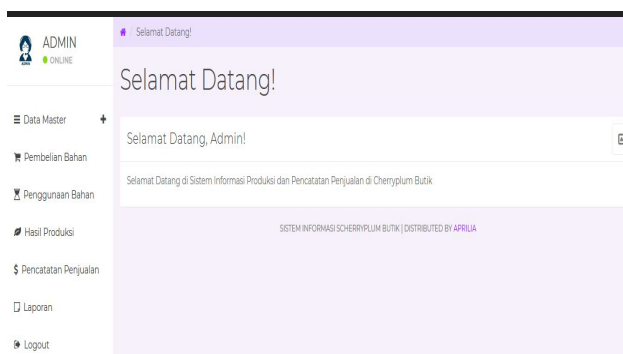 ADMIN
ONLINE
Data Master
Pembelian Bahan
Penggunaan Bahan
Hasil Produksi
Pencatatan Penjualan
Laporan
Logout
/ Selamat Datang!
Selamat Datang!
Selamat Datang, Admin!
Selamat Datang di Sistem Informasi Produksi dan Pencatatan Penjualan di Cherryplum Butik
SISTEM INFORMASI SCHERRYPLUM BUTIK | DISTRIBUTED BY APRILIA